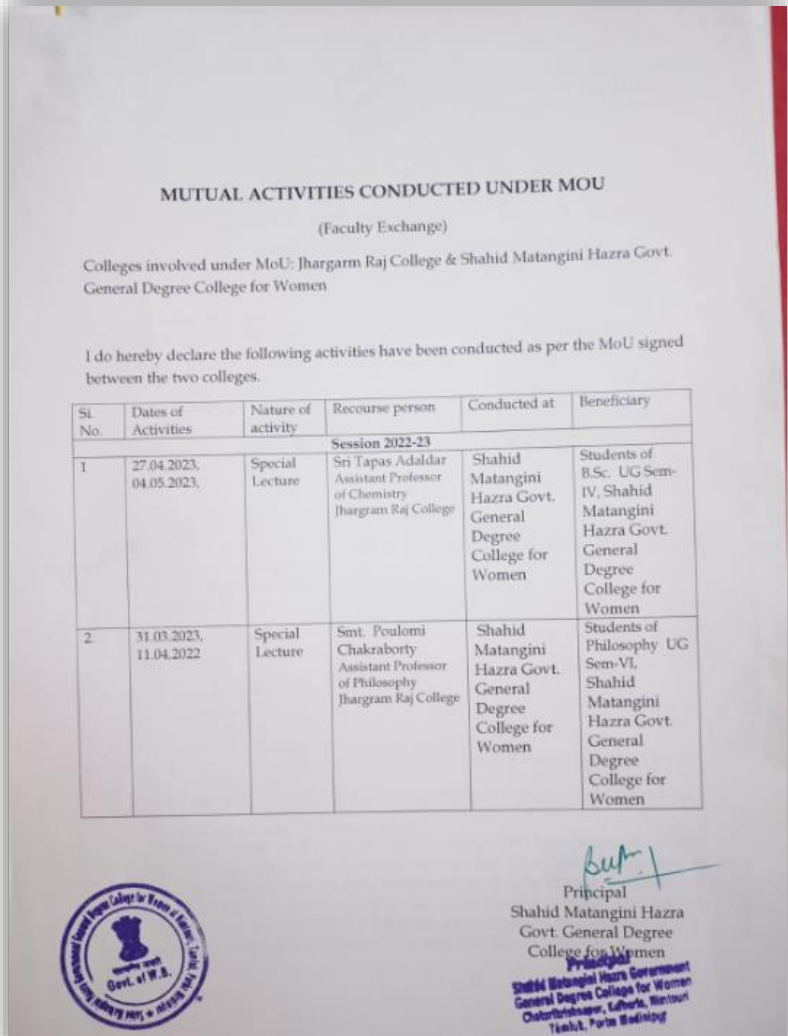 MUTUAL ACTIVITIES CONDUCTED UNDER MOU
(Faculty Exchange)
Colleges involved under MoU: Jhargarm Raj College & Shahid Matangini Hazra Govt.
General Degree College for Women
I do hereby declare the following activities have been conducted as per the MoU signed
between the two colleges.
Sl. No.
Dates of Activities
Nature of activity
Recourse person
Conducted at
Beneficiary
Session 2022-23
1
27.04.2023,
04.05.2023,
Special
Lecture
Sri Tapas Adaldar
Assistant Professor
of Chemistry
Jhargram Raj College
Shahid
Matangini
Hazra Govt.
General
Degree
College for
Women
Students of
B.Sc. UG Sem-
IV, Shahid
Matangini
Hazra Govt.
General
Degree
College for
Women
2.
31.03.2023,
11.04.2022
Special
Lecture
Smt. Poulomi
Chakraborty
Assistant Professor
of Philosophy
Jhargram Raj College
Shahid
Matangini
Hazra Govt.
General
Degree
College for
Women
Students of
Philosophy UG
Sem-VI,
Shahid
Matangini
Hazra Govt.
General
Degree
College for
Women
Principal
Shahid Matangini Hazra
Govt. General Degree
College for Women
Principal
Shahid Matangini Hazra Government
General Degree College for Women
Tamluk, Purba Medinipur
Govt. of W.B.